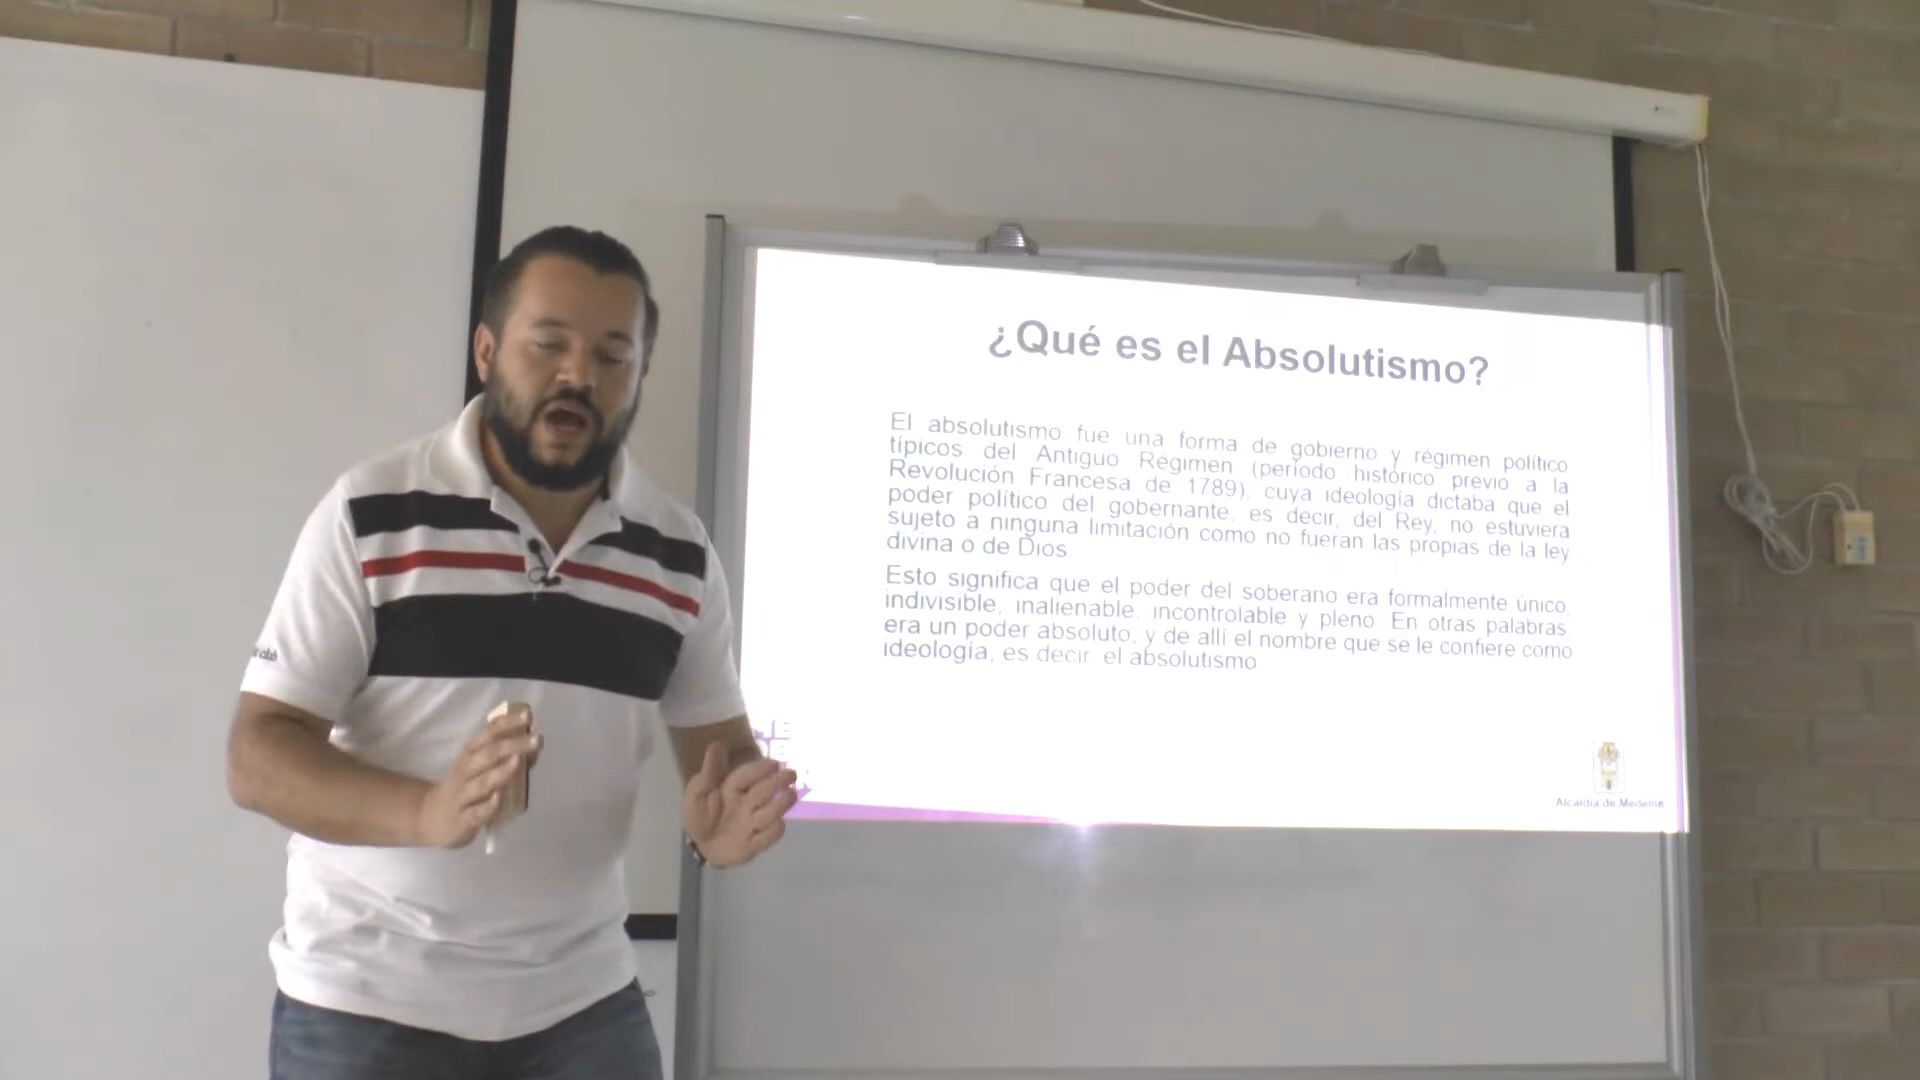 ¿Qué es el Absolutismo?
El absolutismo fue una forma de gobierno y régimen político
típicos del Antiguo Régimen (período histórico previo a la
Revolución Francesa de 1789), cuya ideología dictaba que el
poder político del gobernante, es decir, del Rey, no estuviera
sujeto a ninguna limitación como no fueran las propias de la ley
divina o de Dios.
Esto significa que el poder del soberano era formalmente único,
indivisible, inalienable, incontrolable y pleno. En otras palabras,
era un poder absoluto, y de allí el nombre que se le confiere como
ideología, es decir, el absolutismo
Alcaldía de Medellín